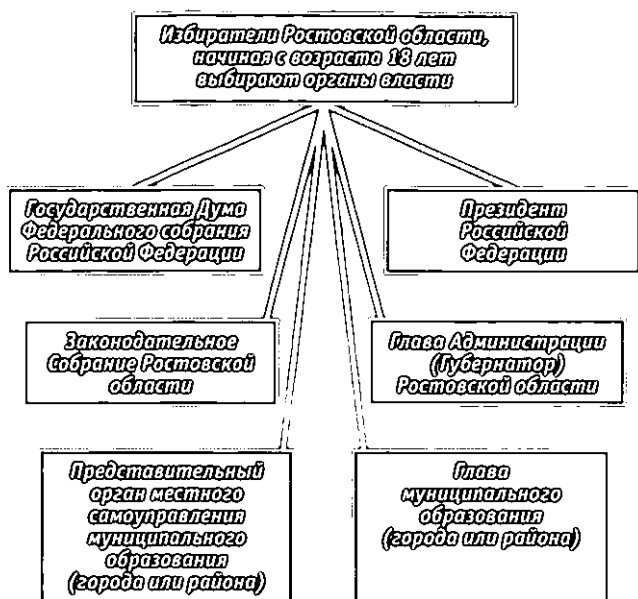 Избиратели Ростовской области,
начиная с возраста 18 лет
выбирают органы власти
Государственная Дума
Федерального собрания
Российской Федерации
Президент
Российской
Федерации
Законодательное
Собрание Ростовской
области
Глава Администрации
(Губернатор)
Ростовской области
Представительный
орган местного
самоуправления
муниципального
образования
(города или района)
Глава
муниципального
образования
(города или района)